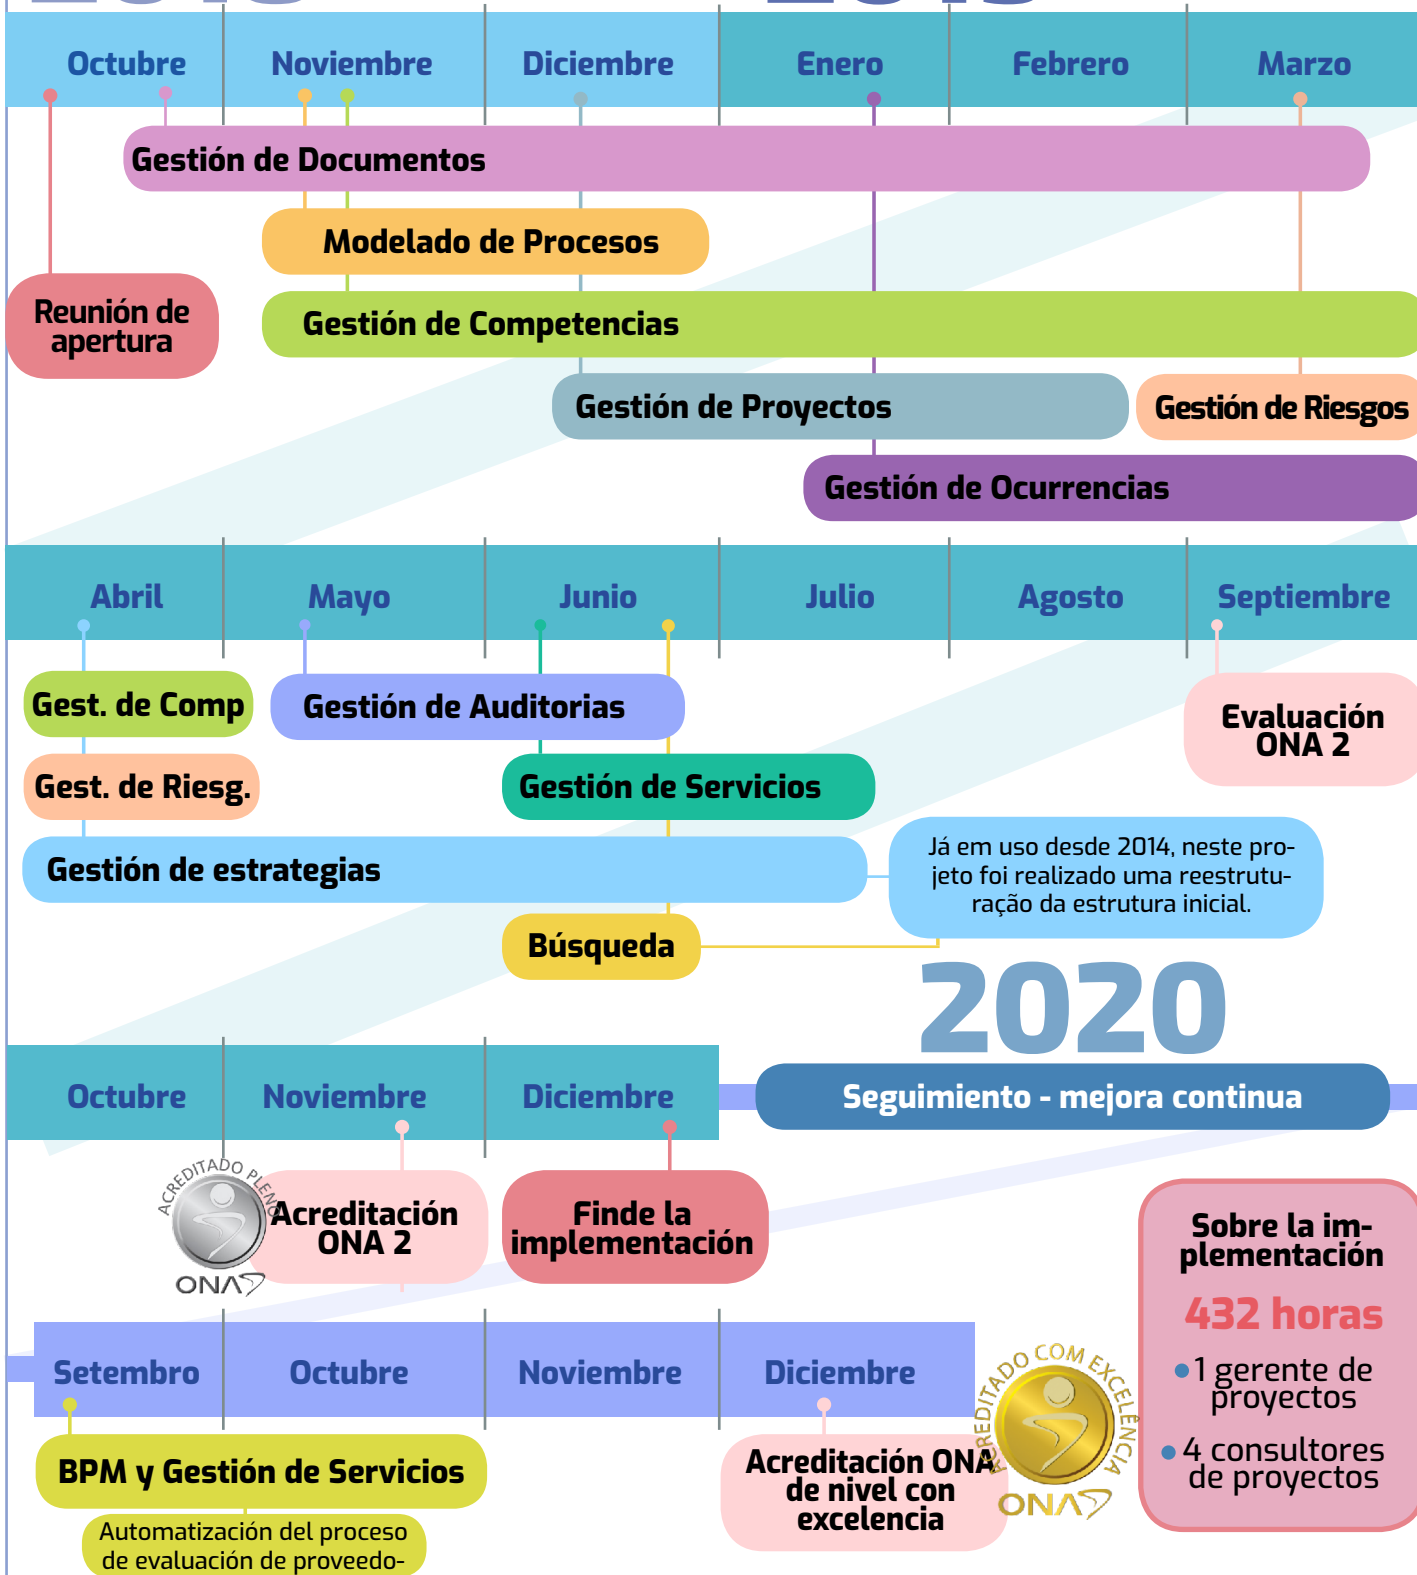 Octubre Noviembre Diciembre Enero Febrero Marzo
Gestión de Documentos
Modelado de Procesos
Reunión de
apertura
Gestión de Competencias
Gestión de Proyectos
Gestión de Riesgos
Gestión de Ocurrencias
Abril Mayo Junio Julio Agosto Septiembre
Gest. de Comp
Gestión de Auditorias
Evaluación
ONA 2
Gest. de Riesg.
Gestión de Servicios
Gestión de estrategias
Já em uso desde 2014, neste pro-
jeto foi realizado uma reestrutu-
ração da estrutura inicial.
Búsqueda
2020
Octubre Noviembre Diciembre
Seguimiento - mejora continua
ACREDITADO PLENO
ONA
Acreditación
ONA 2
Finde la
implementación
Sobre la im-
plementación
432 horas
1 gerente de
proyectos
4 consultores
de proyectos
Setembro Octubre Noviembre Diciembre
BPM y Gestión de Servicios
Automatización del proceso
de evaluación de proveedo-
Acreditación ONA
de nivel con
excelencia
ACREDITADO COM EXCELÊNCIA
ONA